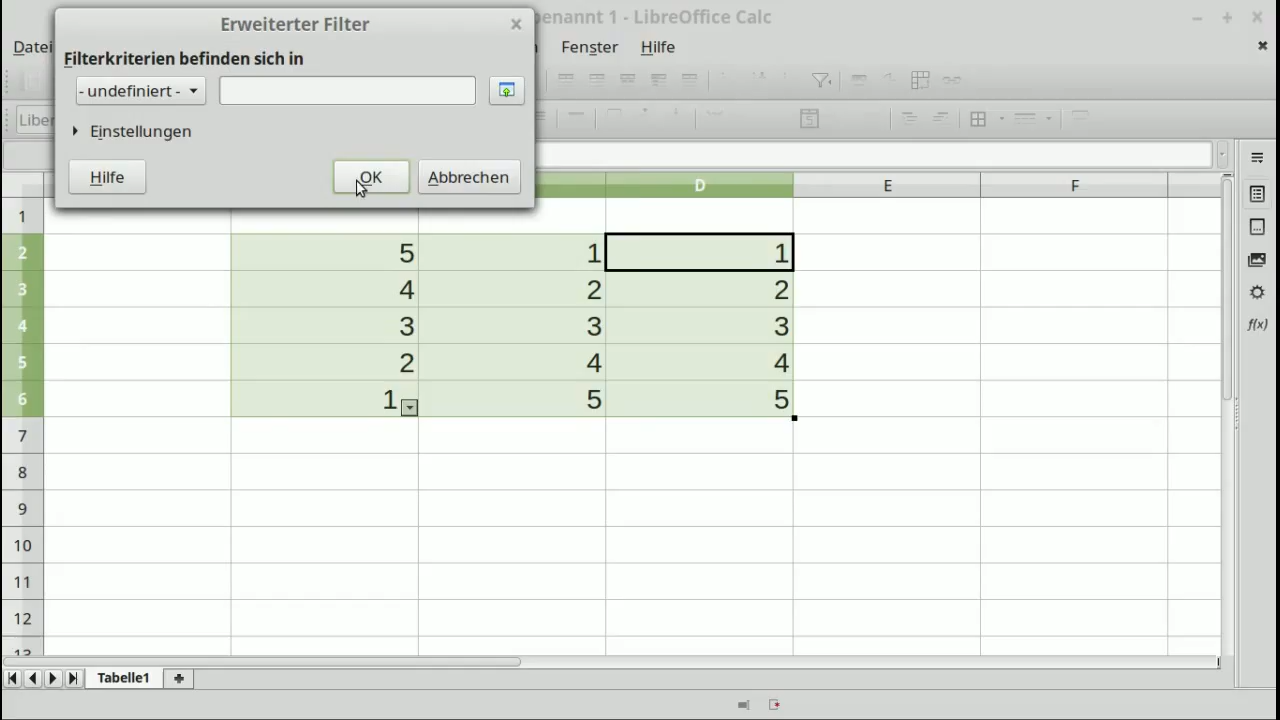 Erweiterter Filter
benannt 1 - LibreOffice Calc
Datei
Fenster
Hilfe
Filterkriterien befinden sich in
- undefiniert -
Einstellungen
Hilfe
OK
Abbrechen
Liber
D
E
F
1
2
5
1
1
3
4
2
2
4
3
3
3
5
2
4
4
6
1
5
5
7
8
9
10
11
12
13
f(x)
Tabelle1